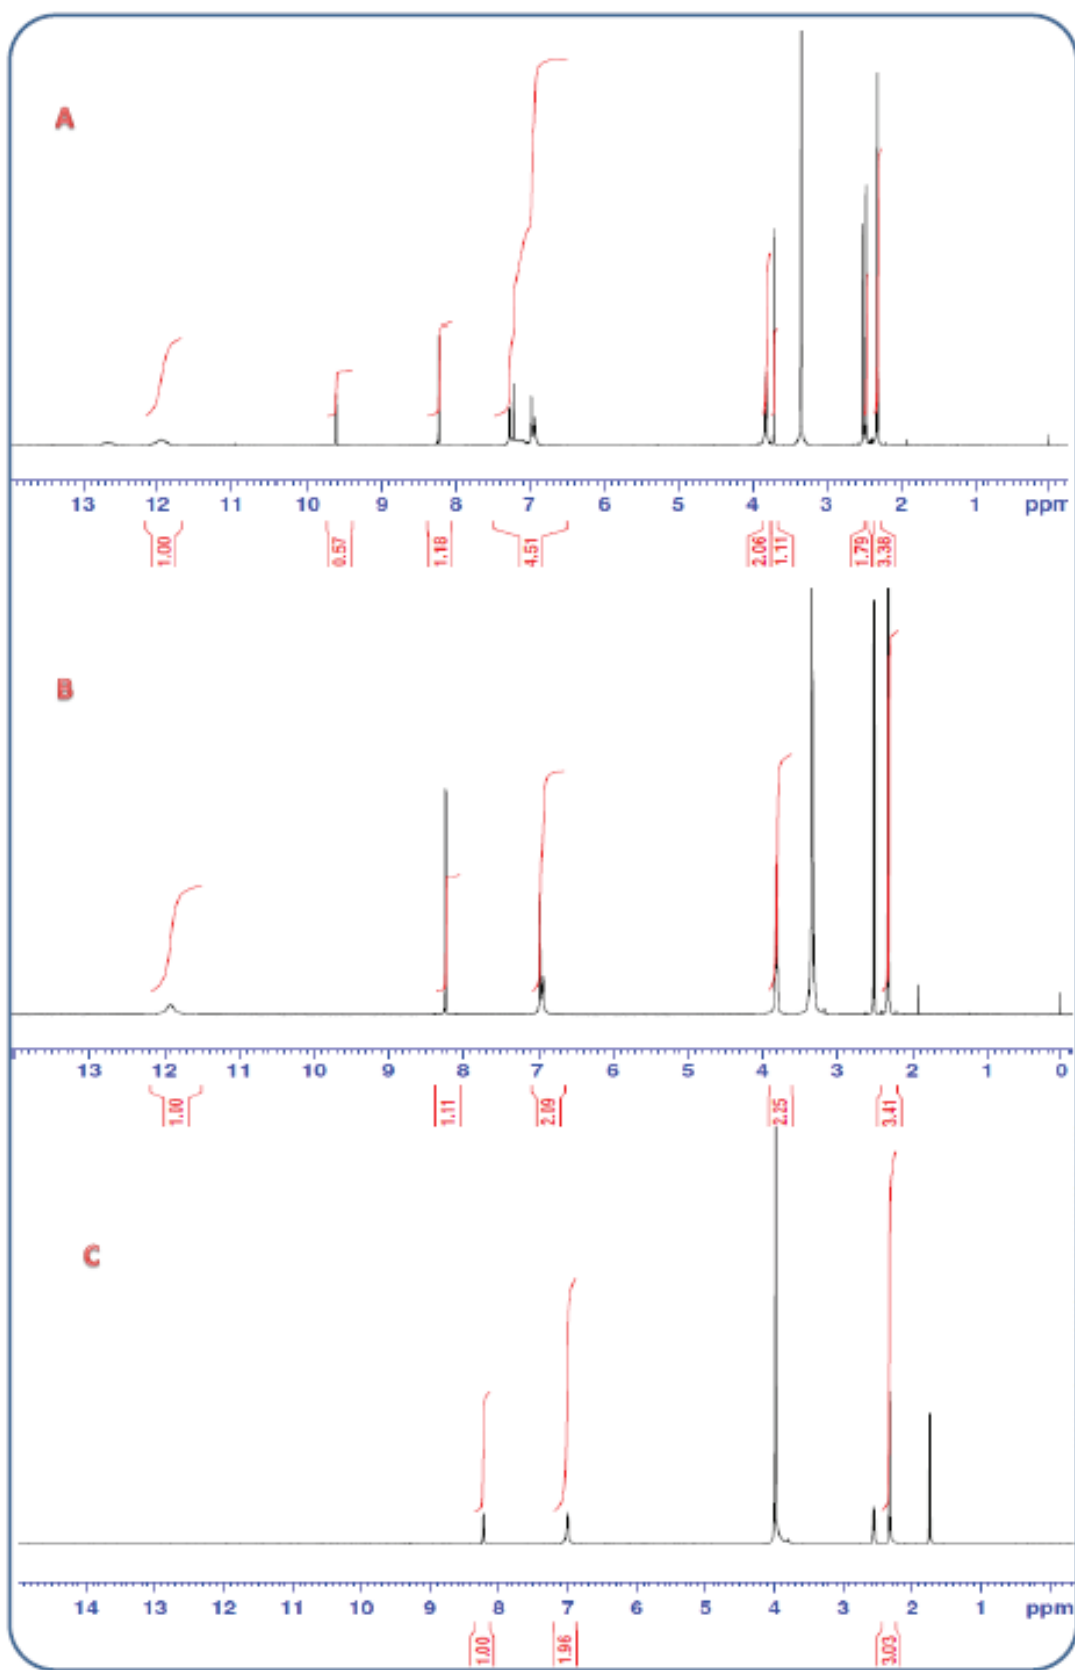 A
13 12 11 10 9 8 7 6 5 4 3 2 1 ppm
1.00 0.57 1.18 4.51 2.06 1.11 1.79 3.38
B
13 12 11 10 9 8 7 6 5 4 3 2 1 0
1.00 1.11 2.09 2.25 3.41
C
14 13 12 11 10 9 8 7 6 5 4 3 2 1 ppm
1.00 1.96 3.03